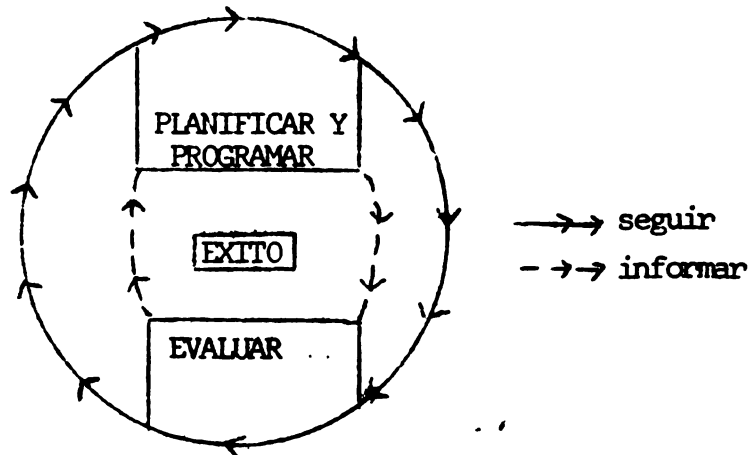 PLANIFICAR Y
PROGRAMAR
EXITO
EVALUAR
seguir
informar